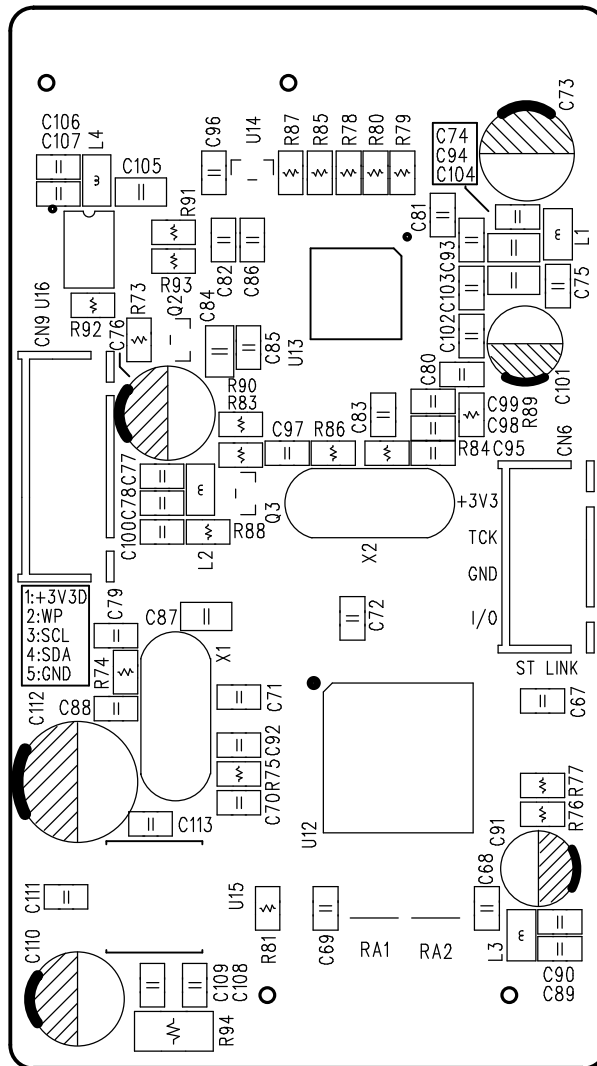 C73
C106
C107
L4
C105
C96
U14
R87
R85
R78
R80
R79
C74
C94
C104
R91
C81
L1
R93
C82
C86
C93
C75
CN9
U16
R92
R73
Q2
C84
C85
U13
C103
C102
C76
C80
C101
R90
R83
C83
C99
C98
R89
CN6
C97
R86
R84
C95
C77
C78
C100
L2
R88
Q3
X2
+3V3
TCK
GND
I/O
1:+3V3D
2:WP
3:SCL
4:SDA
5:GND
C79
C87
X1
C72
R74
ST LINK
C112
C88
C71
C67
C92
R75
C70
R77
R76
C113
U12
C91
C111
U15
C68
C110
R81
C69
RA1
RA2
L3
C109
C108
C90
C89
R94